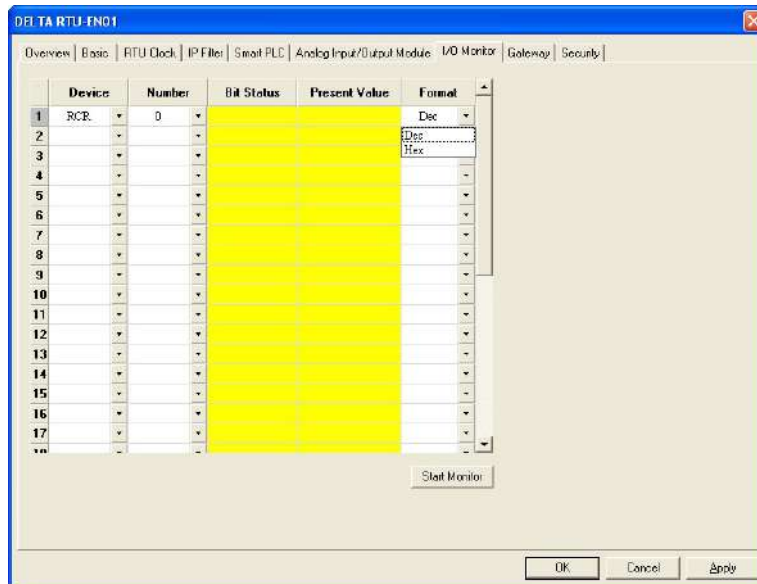 DELTA RTU-EN01
Overview Basic RTU Clock IP Filter Smart PLC Analog Input/Output Module I/O Monitor Gateway Security
Device Number Bit Status Present Value Format
1 RCR 0 Dec
2 Dec
3 Hex
4
5
6
7
8
9
10
11
12
13
14
15
16
17
18
Start Monitor
OK Cancel Apply